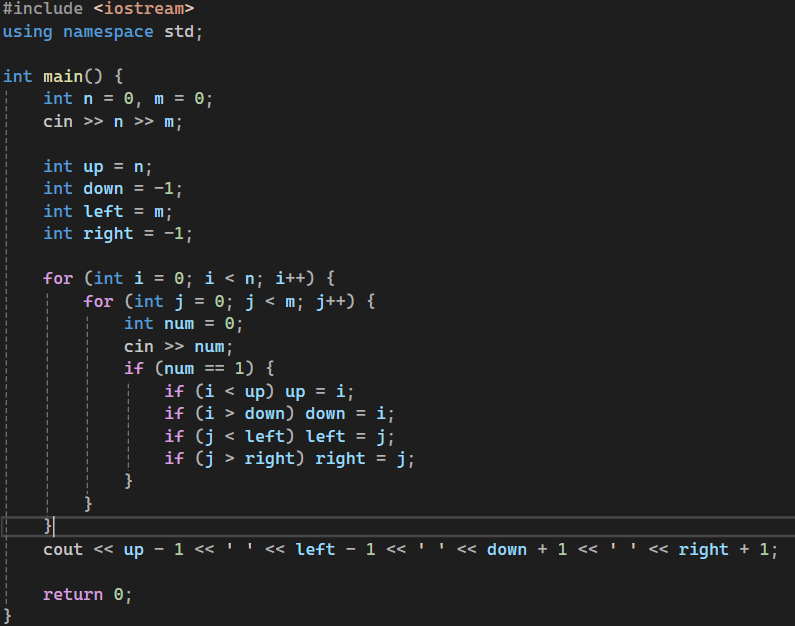 #include <iostream>
using namespace std;
int main() {
int n = 0, m = 0;
cin >> n >> m;
int up = n;
int down = -1;
int left = m;
int right = -1;
for (int i = 0; i < n; i++) {
for (int j = 0; j < m; j++) {
int num = 0;
cin >> num;
if (num == 1) {
if (i < up) up = i;
if (i > down) down = i;
if (j < left) left = j;
if (j > right) right = j;
}
}
}
cout << up - 1 << ' ' << left - 1 << ' ' << down + 1 << ' ' << right + 1;
return 0;
}